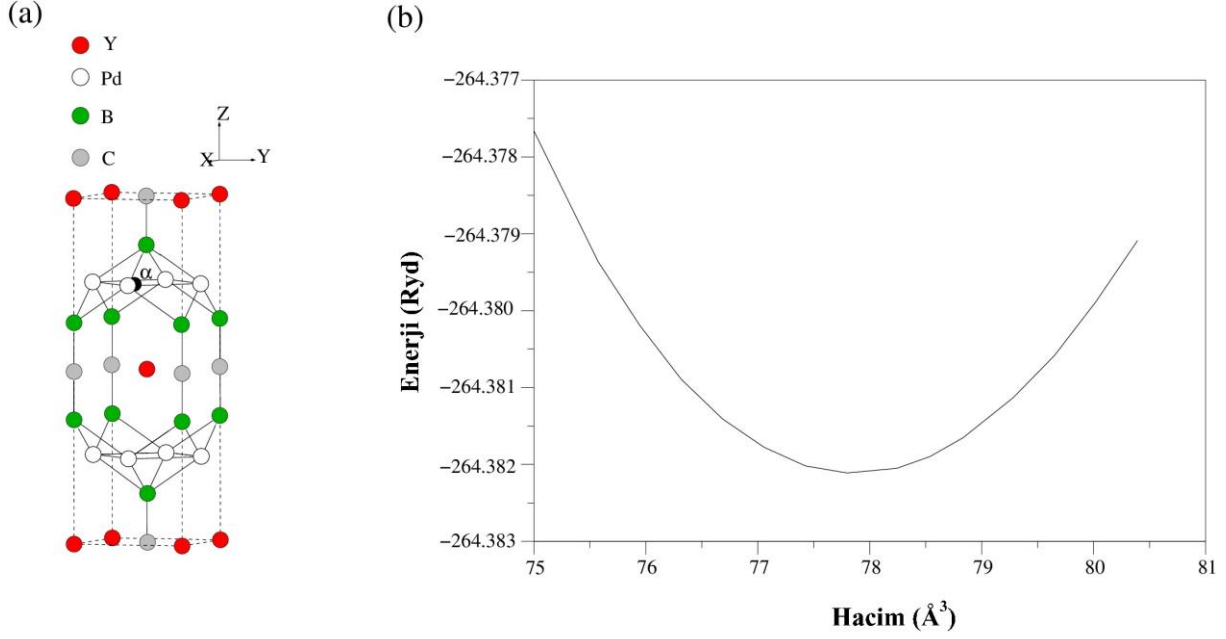 (a)
Y
Pd
B
C
Z
X
Y
α
(b)
−264.377
−264.378
−264.379
−264.380
−264.381
−264.382
−264.383
Enerji (Ryd)
75
76
77
78
79
80
81
Hacim (Å³)